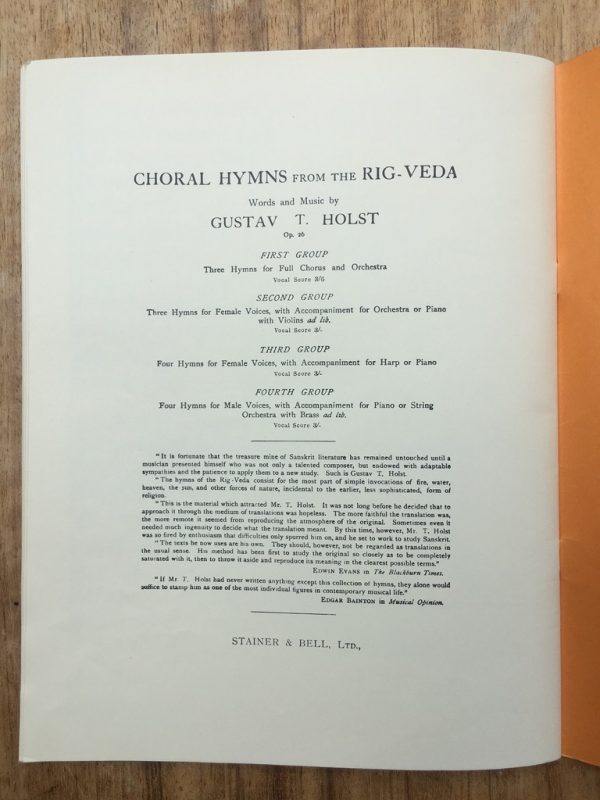 CHORAL HYMNS FROM THE RIG-VEDA
Words and Music by
GUSTAV T. HOLST
Op. 26
FIRST GROUP
Three Hymns for Full Chorus and Orchestra
Vocal Score 3/6
SECOND GROUP
Three Hymns for Female Voices, with Accompaniment for Orchestra or Piano
with Violins ad lib.
Vocal Score 3/-
THIRD GROUP
Four Hymns for Female Voices, with Accompaniment for Harp or Piano
Vocal Score 3/-
FOURTH GROUP
Four Hymns for Male Voices, with Accompaniment for Piano or String
Orchestra with Brass ad lib.
Vocal Score 3/-
"It is fortunate that the treasure mine of Sanskrit literature has remained untouched until a
musician presented himself who was not only a talented composer, but endowed with adaptable
sympathies and the patience to apply them to a new study. Such is Gustav T. Holst.
"The hymns of the Rig-Veda consist for the most part of simple invocations of fire, water,
heaven, the sun, and other forces of nature, incidental to the earlier, less sophisticated, form of
religion.
"This is the material which attracted Mr. T. Holst. It was not long before he decided that to
approach it through the medium of translations was hopeless. The more faithful the translation was,
the more remote it seemed from reproducing the atmosphere of the original. Sometimes even it
needed much ingenuity to decide what the translation meant. By this time, however, Mr. T. Holst
was so fired by enthusiasm that difficulties only spurred him on, and he set to work to study Sanskrit.
"The texts he now uses are his own. They should, however, not be regarded as translations in
the usual sense. His method has been first to study the original so closely as to be completely
saturated with it, then to throw it aside and reproduce its meaning in the clearest possible terms."
EDWIN EVANS in The Blackburn Times.
"If Mr. T. Holst had never written anything except this collection of hymns, they alone would
suffice to stamp him as one of the most individual figures in contemporary musical life."
EDGAR BAINTON in Musical Opinion.
STAINER & BELL, LTD.,